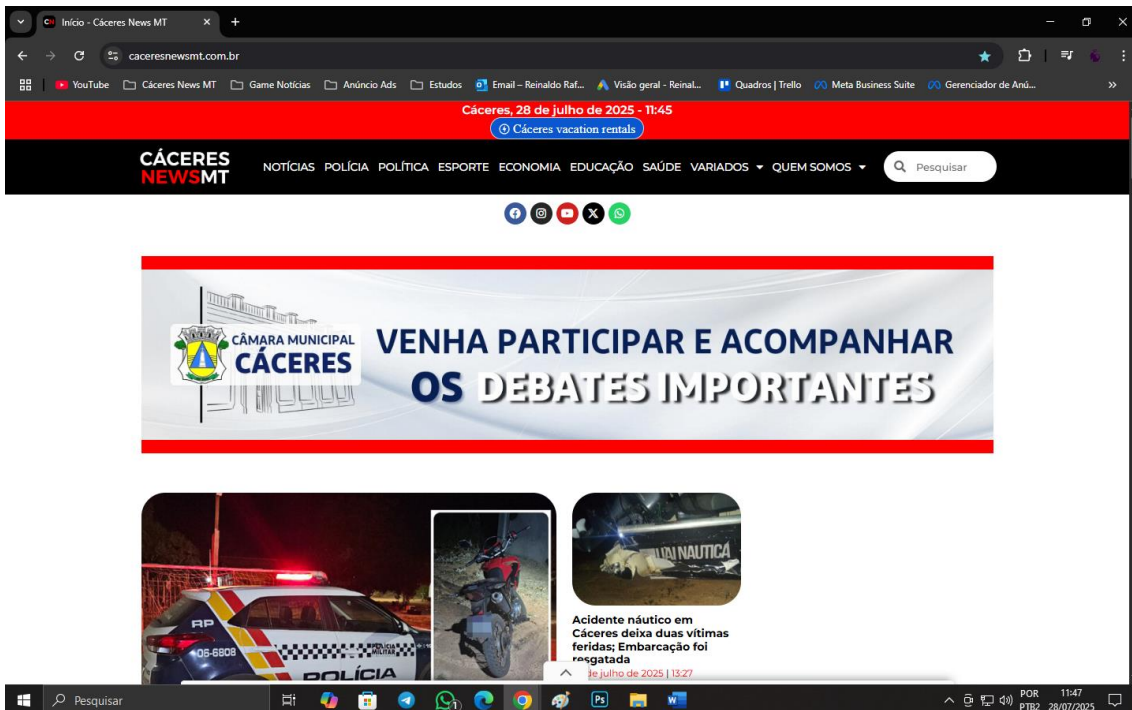 Início - Cáceres News MT
caceresnewsmt.com.br
YouTube Cáceres News MT Game Notícias Anúncio Ads Estudos Email – Reinaldo Raf... Visão geral - Reinal... Quadros | Trello Meta Business Suite Gerenciador de Anú...
Cáceres, 28 de julho de 2025 - 11:45
Cáceres vacation rentals
CÁCERES
NEWSMT
NOTÍCIAS POLÍCIA POLÍTICA ESPORTE ECONOMIA EDUCAÇÃO SAÚDE VARIADOS QUEM SOMOS
Pesquisar
CÂMARA MUNICIPAL
CÁCERES
VENHA PARTICIPAR E ACOMPANHAR
OS DEBATES IMPORTANTES
UAI NAUTICA
RP
06-6808
POLÍCIA
MILITAR
POLÍCIA
Acidente náutico em
Cáceres deixa duas vítimas
feridas; Embarcação foi
resgatada
de julho de 2025 | 13:27
Pesquisar
Ps
POR
PTB2
11:47
28/07/2025